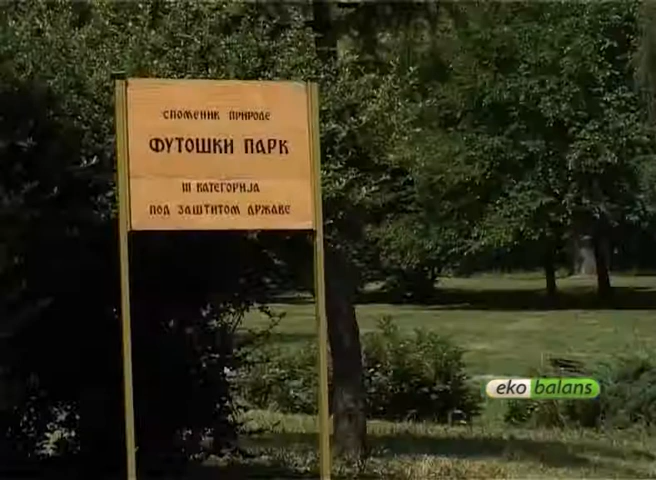 СПОМЕНИК ПРИРОДЕ
ФУТОШКИ ПАРК
III КАТЕГОРИЈА
ПОД ЗАШТИТОМ ДРЖАВЕ
eko balans